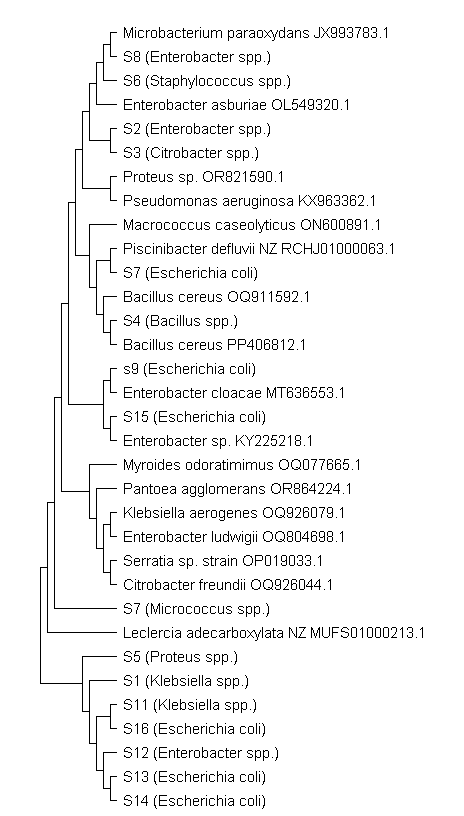 Microbacterium paraoxydans JX993783.1
S8 (Enterobacter spp.)
S6 (Staphylococcus spp.)
Enterobacter asburiae OL549320.1
S2 (Enterobacter spp.)
S3 (Citrobacter spp.)
Proteus sp. OR821590.1
Pseudomonas aeruginosa KX963362.1
Macrococcus caseolyticus ON600891.1
Piscinibacter defluvii NZ RCHJ01000063.1
S7 (Escherichia coli)
Bacillus cereus OQ911592.1
S4 (Bacillus spp.)
Bacillus cereus PP406812.1
s9 (Escherichia coli)
Enterobacter cloacae MT636553.1
S15 (Escherichia coli)
Enterobacter sp. KY225218.1
Myroides odoratimimus OQ077665.1
Pantoea agglomerans OR864224.1
Klebsiella aerogenes OQ926079.1
Enterobacter ludwigii OQ804698.1
Serratia sp. strain OP019033.1
Citrobacter freundii OQ926044.1
S7 (Micrococcus spp.)
Leclercia adecarboxylata NZ MUFS01000213.1
S5 (Proteus spp.)
S1 (Klebsiella spp.)
S11 (Klebsiella spp.)
S16 (Escherichia coli)
S12 (Enterobacter spp.)
S13 (Escherichia coli)
S14 (Escherichia coli)